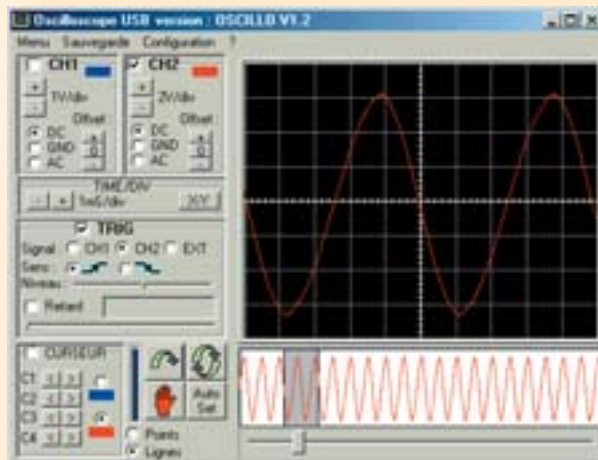 Oscilloscope USB version : OSCILLO V1.2
Menu Sauvegarde Configuration ?
CH1
CH2
+
-
1V/div
+
-
2V/div
Offset
Offset
DC
GND
AC
+
0
-
DC
GND
AC
+
0
-
TIME/DIV
- + 1mS/div X/Y
TRIG
Signal CH1 CH2 EXT
Sens
Niveau
Retard
CURSEUR
C1 < >
C2 < >
C3 < >
C4 < >
Auto
Set
Points
Lignes